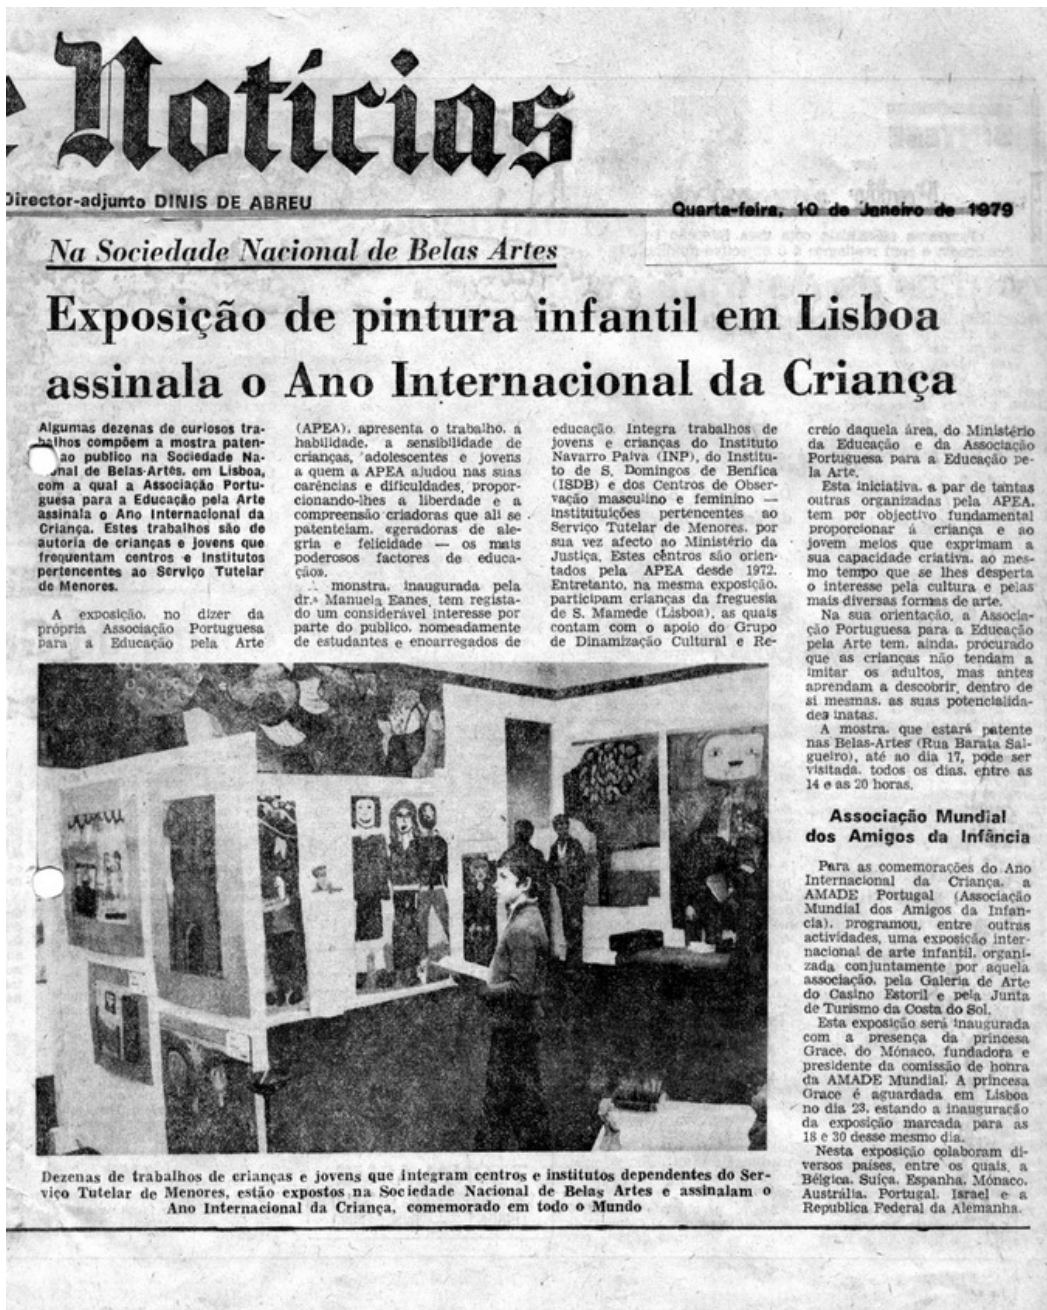 Notícias
Director-adjunto DINIS DE ABREU
Quarta-feira, 10 de Janeiro de 1979
Na Sociedade Nacional de Belas Artes
Exposição de pintura infantil em Lisboa
assinala o Ano Internacional da Criança
Algumas dezenas de curiosos tra-
balhos compõem a mostra paten-
ao publico na Sociedade Na-
onal de Belas-Artes, em Lisboa,
com a qual a Associação Portu-
guesa para a Educação pela Arte
assinala o Ano Internacional da
Criança. Estes trabalhos são de
autoria de crianças e jovens que
frequentam centros e Institutos
pertencentes ao Serviço Tutelar
de Menores.
A exposição, no dizer da
própria Associação Portuguesa
para a Educação pela Arte
(APEA), apresenta o trabalho, a
habilidade, a sensibilidade de
crianças, adolescentes e jovens
a quem a APEA ajudou nas suas
carências e dificuldades, propor-
cionando-lhes a liberdade e a
compreensão criadoras que ali se
patenteiam, «geradoras de ale-
gria e felicidade — os mais
poderosos factores de educa-
ção».
monstra, inaugurada pela
dr.ª Manuela Eanes, tem regista-
do um considerável interesse por
parte do publico, nomeadamente
de estudantes e encarregados de
educação. Integra trabalhos de
jovens e crianças do Instituto
Navarro Paiva (INP), do Institu-
to de S. Domingos de Benfica
(ISDB) e dos Centros de Obser-
vação masculino e feminino —
institutuições pertencentes ao
Serviço Tutelar de Menores, por
sua vez afecto ao Ministério da
Justiça. Estes centros são orien-
tados pela APEA desde 1972.
Entretanto, na mesma exposição,
participam crianças da freguesia
de S. Mamede (Lisboa), as quais
contam com o apoio do Grupo
de Dinamização Cultural e Re-
creio daquela área, do Ministério
da Educação e da Associação
Portuguesa para a Educação pe-
la Arte.
Esta iniciativa, a par de tantas
outras organizadas pela APEA,
tem por objectivo fundamental
proporcionar á criança e ao
jovem meios que exprimam a
sua capacidade criativa, ao mes-
mo tempo que se lhes desperta
o interesse pela cultura e pelas
mais diversas formas de arte.
Na sua orientação, a Associa-
ção Portuguesa para a Educação
pela Arte tem, ainda, procurado
que as crianças não tendam a
imitar os adultos, mas antes
aprendam a descobrir, dentro de
si mesmas, as suas potencialida-
des inatas.
A mostra, que estará patente
nas Belas-Artes (Rua Barata Sal-
gueiro), até ao dia 17, pode ser
visitada, todos os dias, entre as
14 e as 20 horas.
Associação Mundial
dos Amigos da Infância
Para as comemorações do Ano
Internacional da Criança, a
AMADE Portugal (Associação
Mundial dos Amigos da Infan-
cia), programou, entre outras
actividades, uma exposição inter-
nacional de arte infantil, organi-
zada conjuntamente por aquela
associação, pela Galeria de Arte
do Casino Estoril e pela Junta
de Turismo da Costa do Sol.
Esta exposição será inaugurada
com a presença da princesa
Grace, do Mónaco, fundadora e
presidente da comissão de honra
da AMADE Mundial. A princesa
Grace é aguardada em Lisboa
no dia 23, estando a inauguração
da exposição marcada para as
18 e 30 desse mesmo dia.
Nesta exposição colaboram di-
versos países, entre os quais, a
Bélgica, Suiça, Espanha, Mónaco,
Austrália, Portugal, Israel e a
Republica Federal da Alemanha.
Dezenas de trabalhos de crianças e jovens que integram centros e institutos dependentes do Ser-
viço Tutelar de Menores, estão expostos na Sociedade Nacional de Belas Artes e assinalam o
Ano Internacional da Criança, comemorado em todo o Mundo